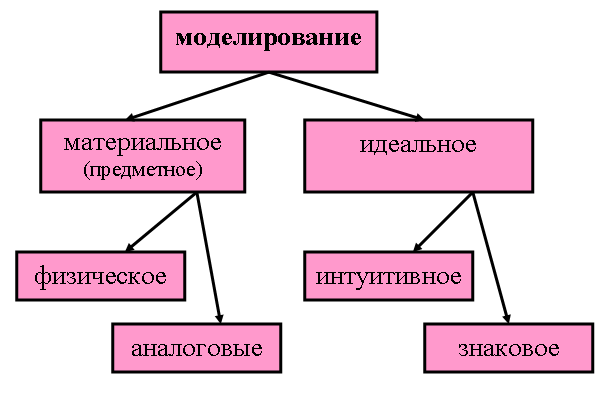 моделирование
материальное
(предметное)
идеальное
физическое
интуитивное
аналоговые
знаковое